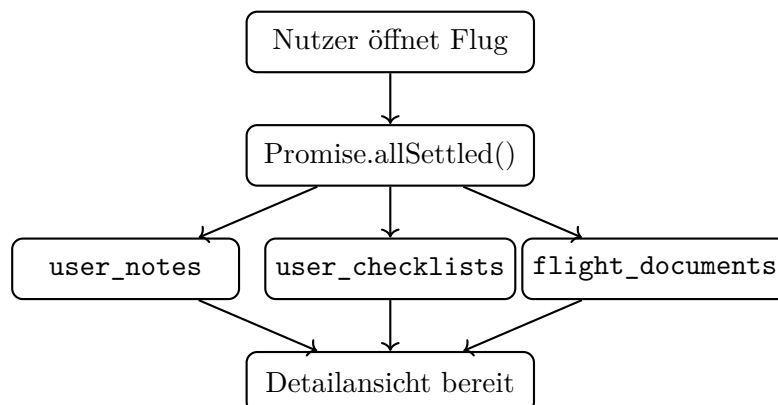 Nutzer öffnet Flug
Promise.allSettled()
user_notes
user_checklists
flight_documents
Detailansicht bereit